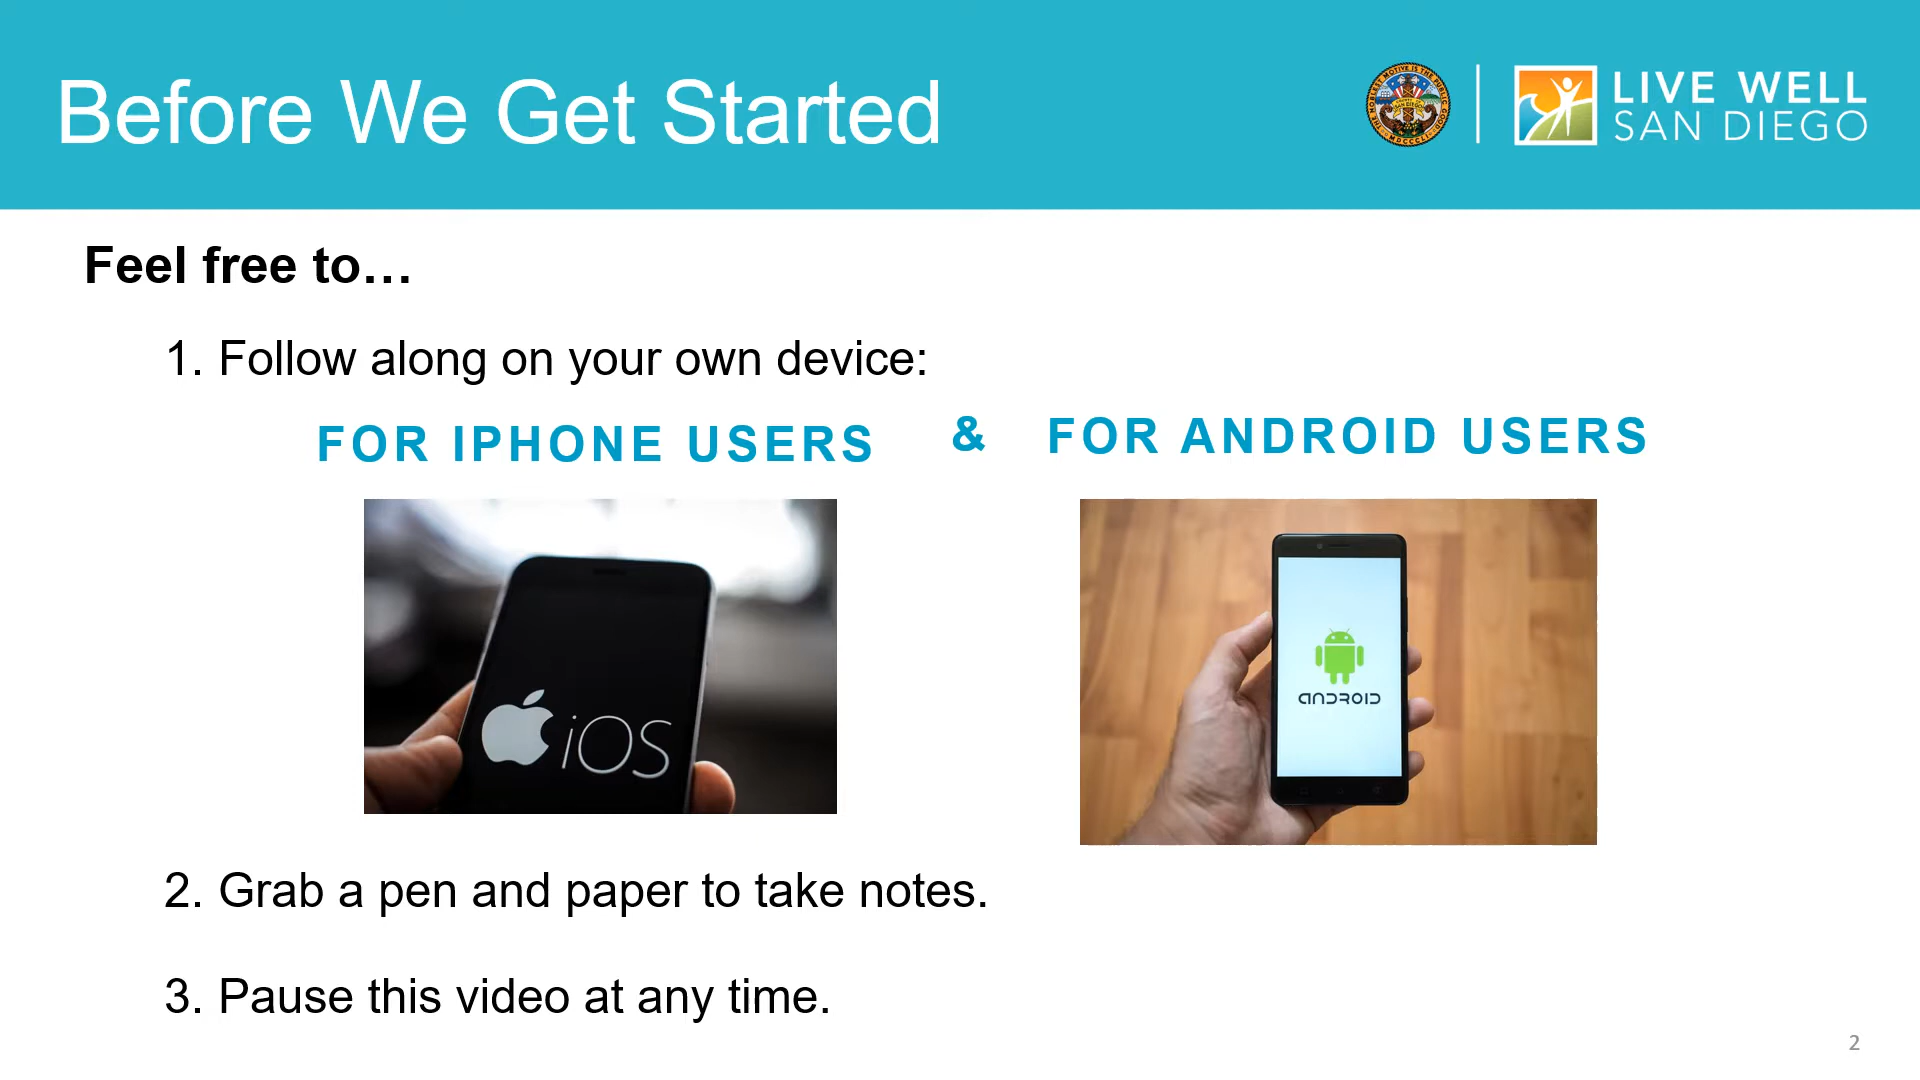 Before We Get Started
LIVE WELL
SAN DIEGO
Feel free to…
1. Follow along on your own device:
FOR IPHONE USERS & FOR ANDROID USERS
iOS
ANDROID
2. Grab a pen and paper to take notes.
3. Pause this video at any time.
2